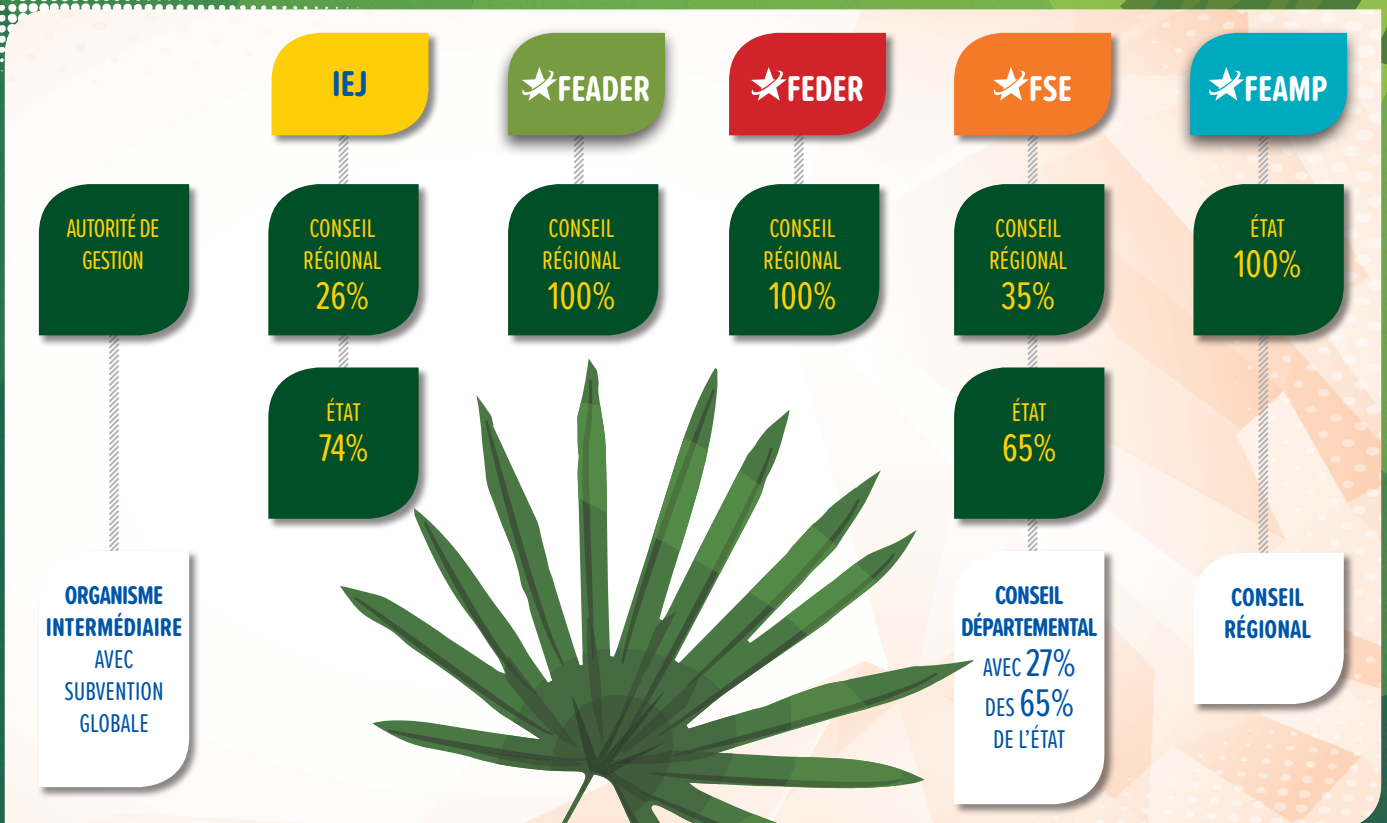 IEJ
FEADER
FEDER
FSE
FEAMP
AUTORITÉ DE
GESTION
CONSEIL
RÉGIONAL
26%
CONSEIL
RÉGIONAL
100%
CONSEIL
RÉGIONAL
100%
CONSEIL
RÉGIONAL
35%
ÉTAT
100%
ÉTAT
74%
ÉTAT
65%
ORGANISME
INTERMÉDIAIRE
AVEC
SUBVENTION
GLOBALE
CONSEIL
DÉPARTEMENTAL
AVEC 27%
DES 65%
DE L'ÉTAT
CONSEIL
RÉGIONAL